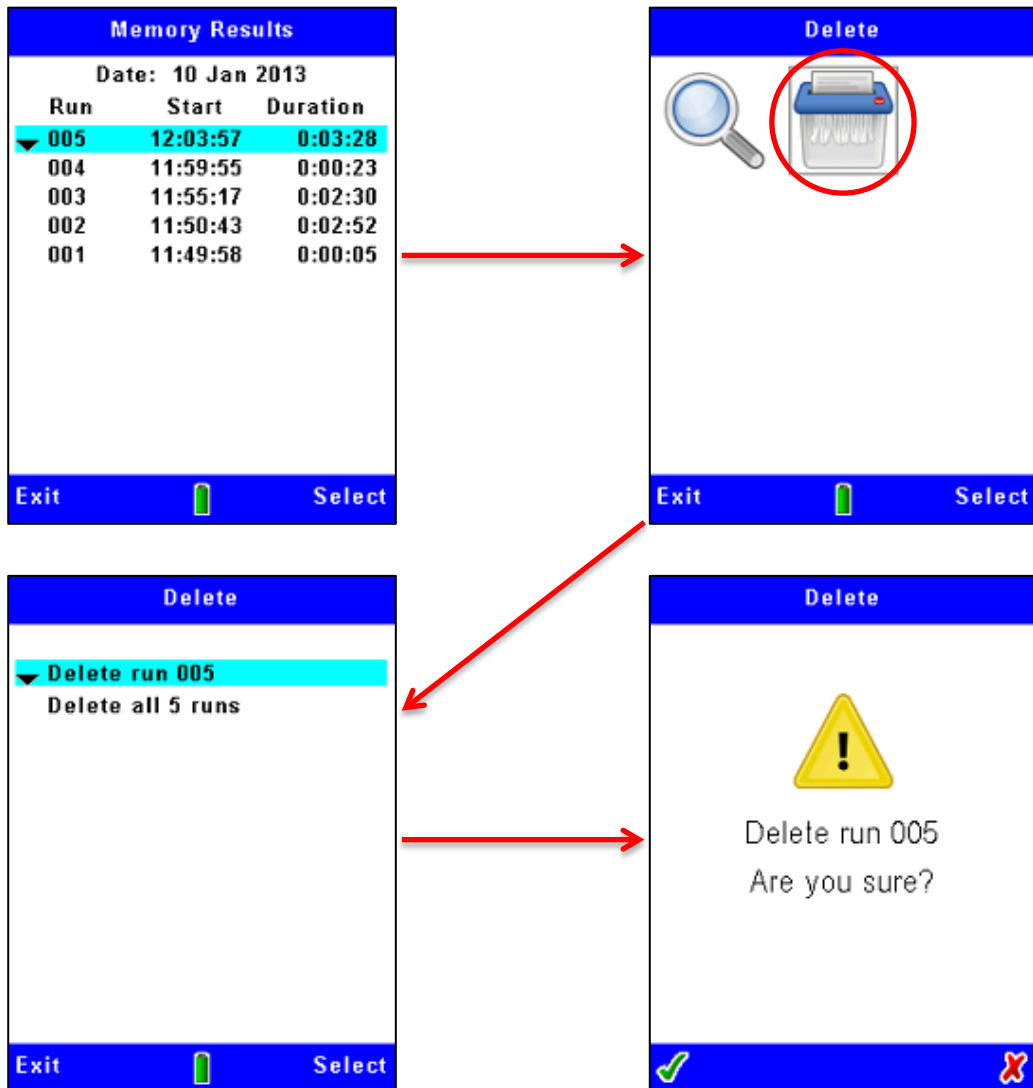 Memory Results
Date: 10 Jan 2013
Run Start Duration
005 12:03:57 0:03:28
004 11:59:55 0:00:23
003 11:55:17 0:02:30
002 11:50:43 0:02:52
001 11:49:58 0:00:05
Exit Select
Delete
Exit Select
Delete
Delete run 005
Delete all 5 runs
Exit Select
Delete
!
Delete run 005
Are you sure?